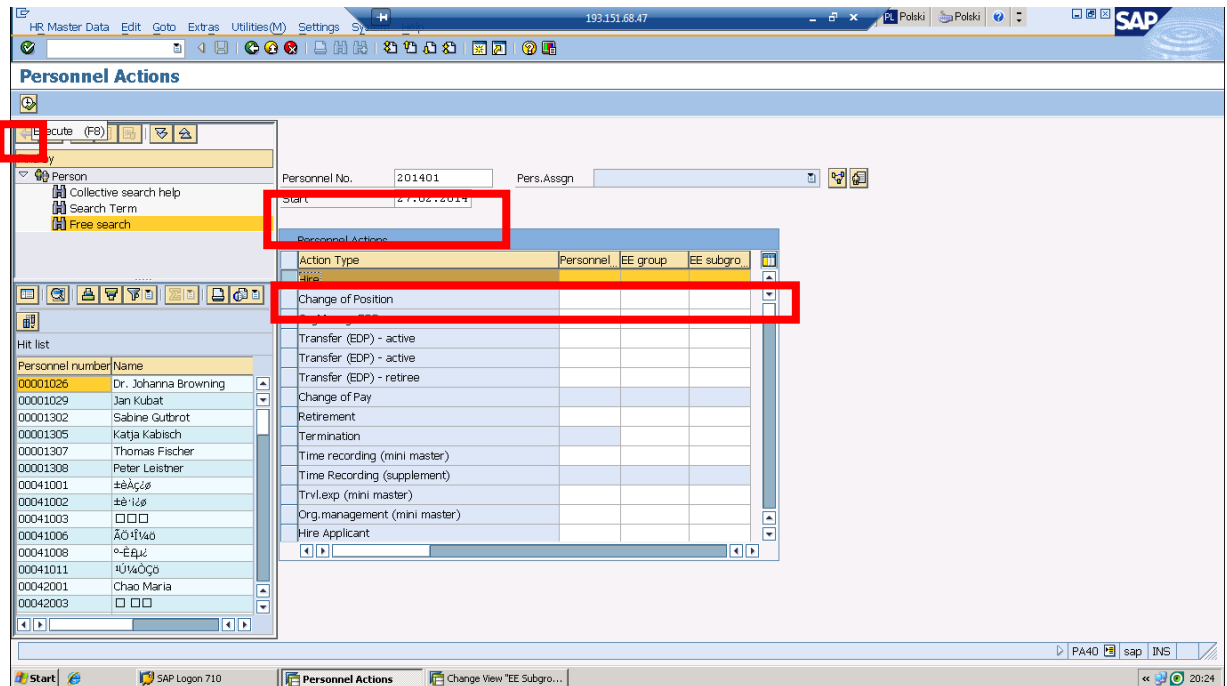 193.151.68.47
PL Polski Polski
HR Master Data Edit Goto Extras Utilities(M) Settings
SAP
Personnel Actions
Execute (F8)
Person
Collective search help
Search Term
Free search
Personnel No. 201401 Pers.Assgn
Start 27.02.2014
Personnel Actions
Action Type Personnel... EE group EE subgro...
Hire
Change of Position
Transfer (EDP) - active
Transfer (EDP) - active
Transfer (EDP) - retiree
Change of Pay
Retirement
Termination
Time recording (mini master)
Time Recording (supplement)
Trvl.exp (mini master)
Org.management (mini master)
Hire Applicant
Hit list
Personnel number Name
00001026 Dr. Johanna Browning
00001029 Jan Kubat
00001302 Sabine Gutbrot
00001305 Katja Kabisch
00001307 Thomas Fischer
00001308 Peter Leistner
00041001 ±èÀç¿ø
00041002
00041003
00041006
00041008
00041011
00042001 Chao Maria
00042003
PA40 sap INS
Start SAP Logon 710 Personnel Actions Change View "EE Subgro... 20:24